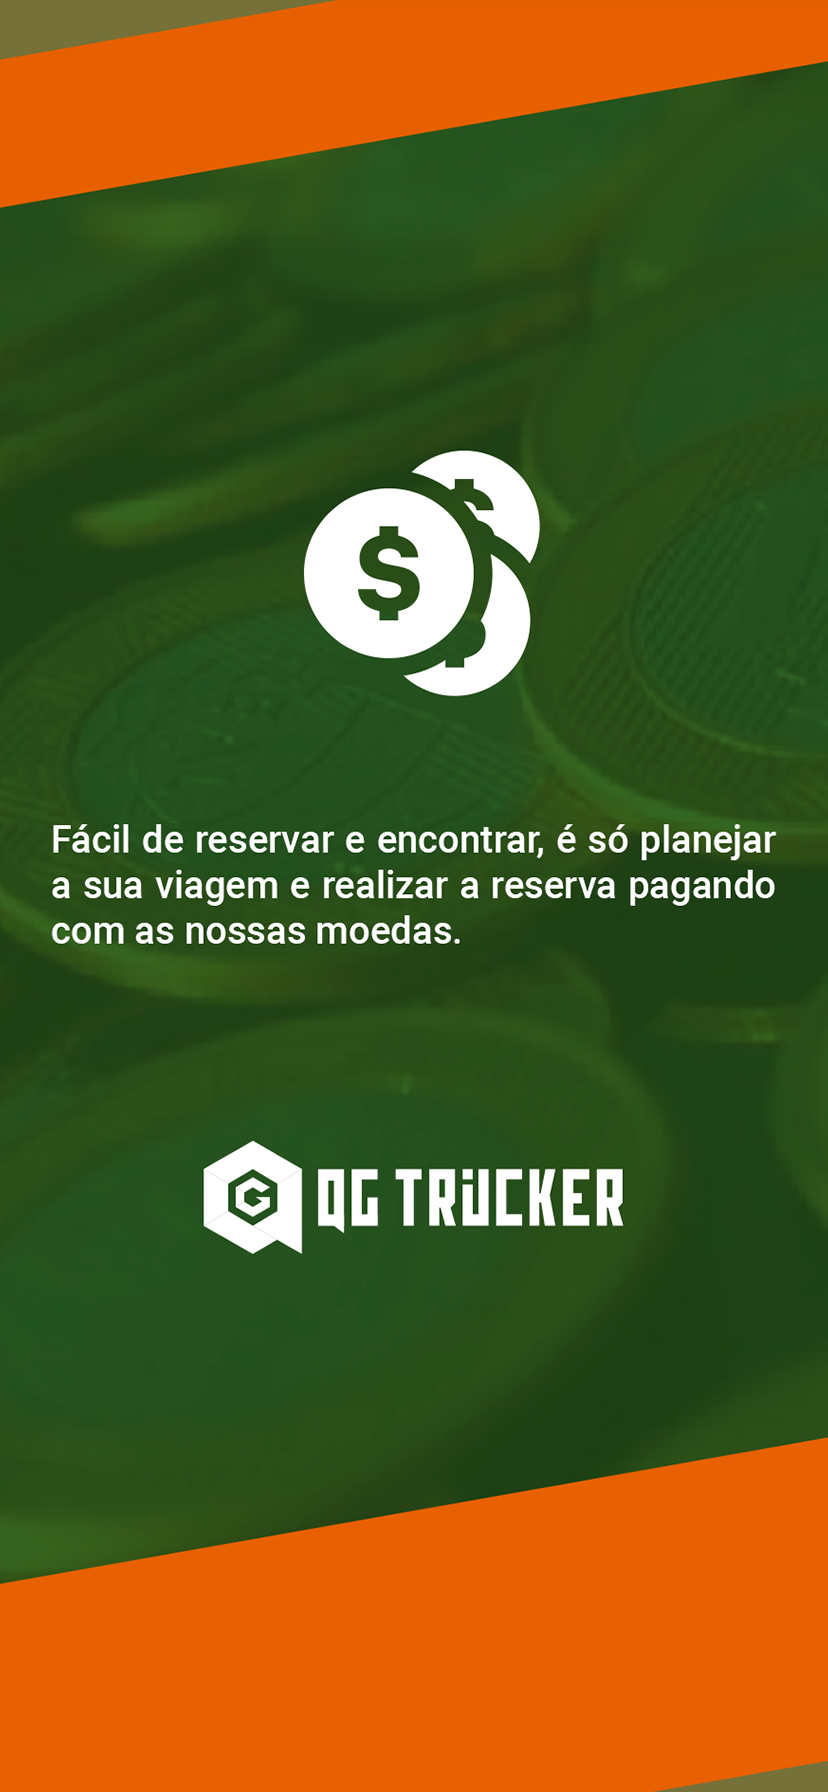 $
$
$
Fácil de reservar e encontrar, é só planejar
a sua viagem e realizar a reserva pagando
com as nossas moedas.
G QG TRUCKER